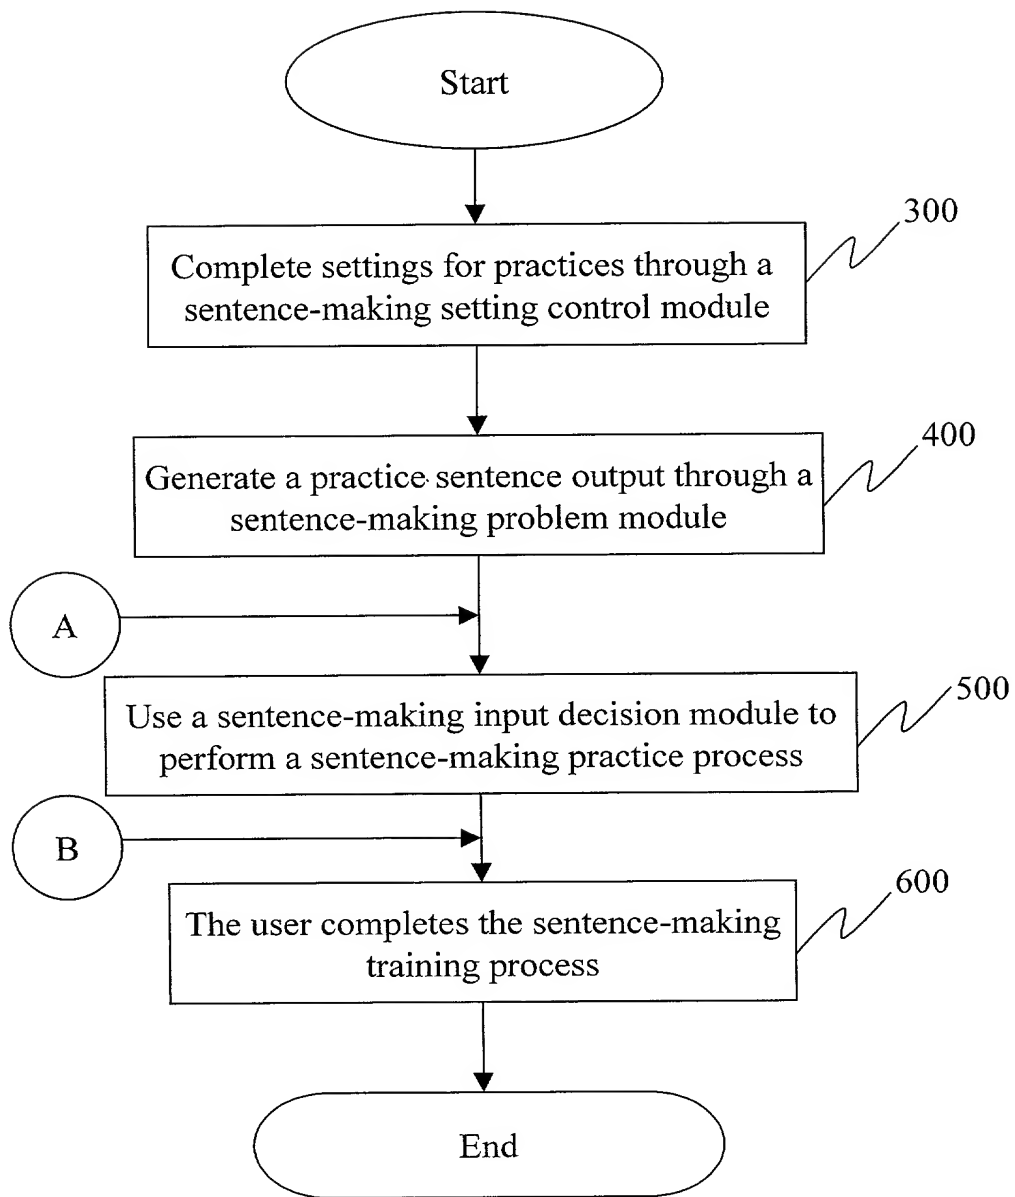 Start
300
Complete settings for practices through a
sentence-making setting control module
400
Generate a practice sentence output through a
sentence-making problem module
A
500
Use a sentence-making input decision module to
perform a sentence-making practice process
B
600
The user completes the sentence-making
training process
End